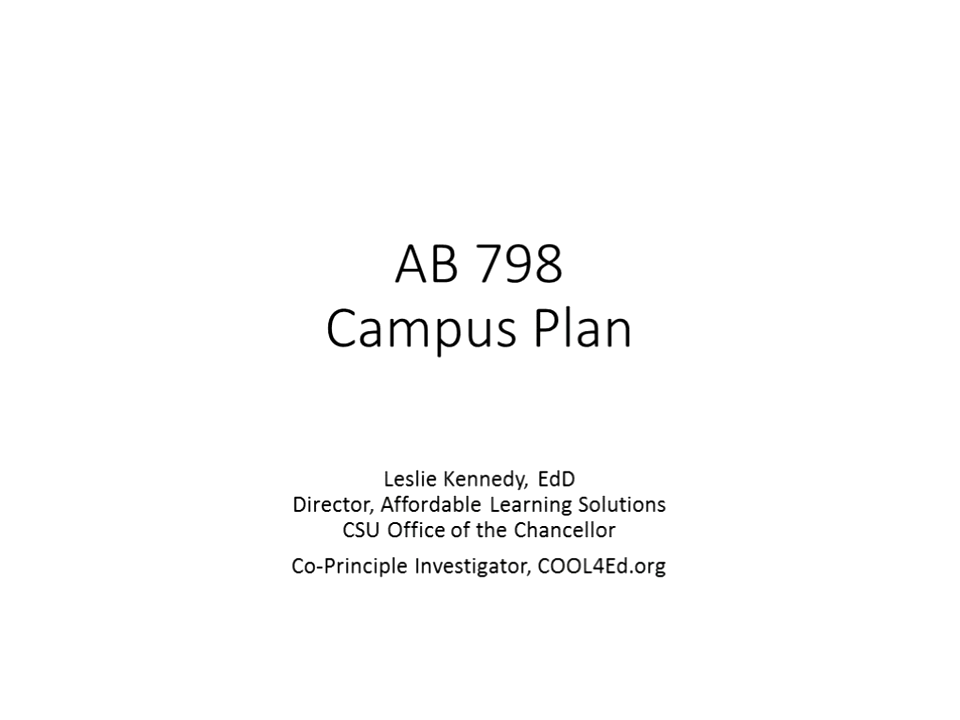 AB 798
Campus Plan
Leslie Kennedy, EdD
Director, Affordable Learning Solutions
CSU Office of the Chancellor
Co-Principle Investigator, COOL4Ed.org